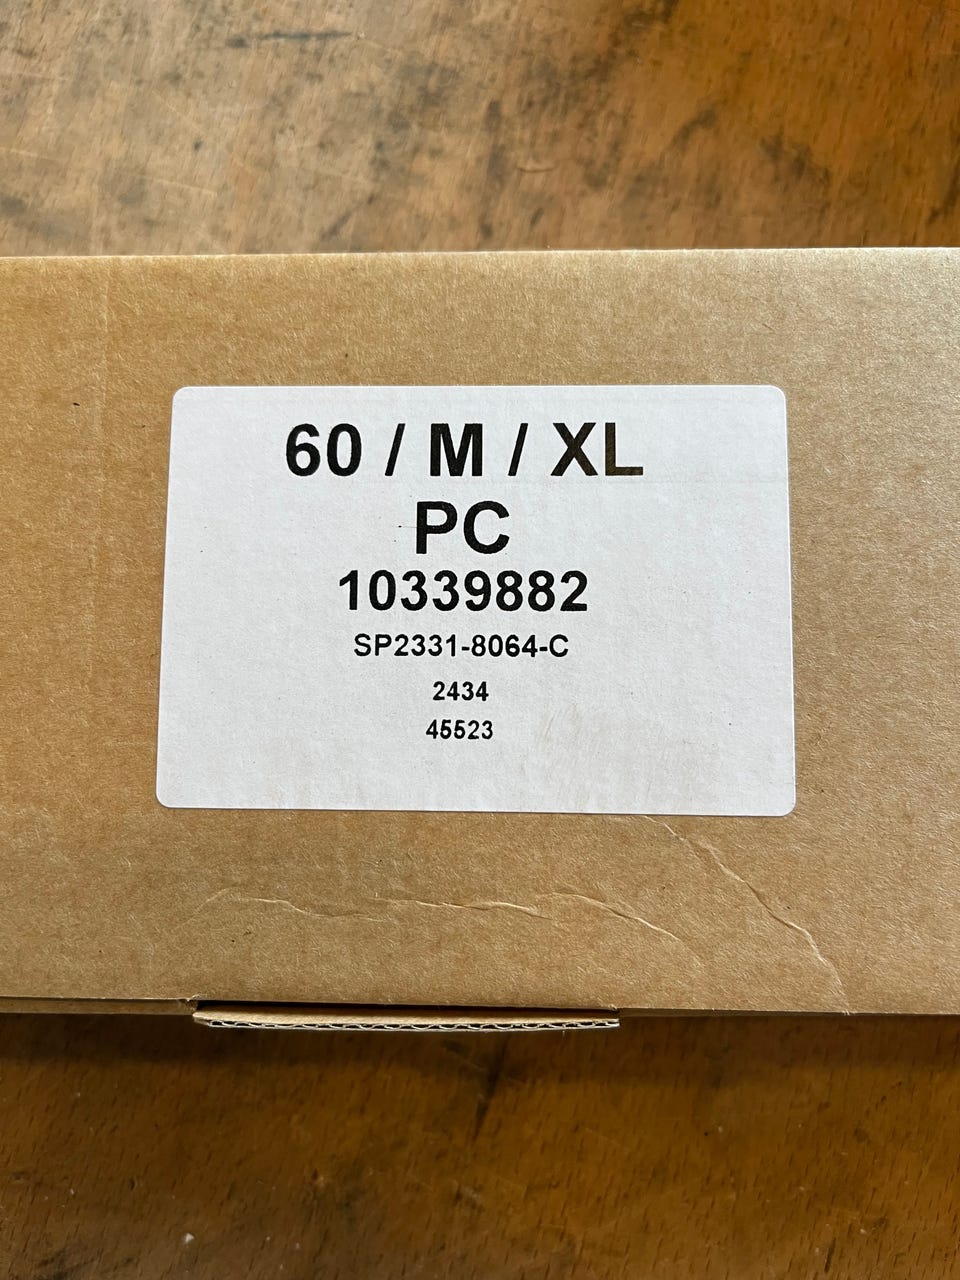 60 / M / XL
PC
10339882
SP2331-8064-C
2434
45523